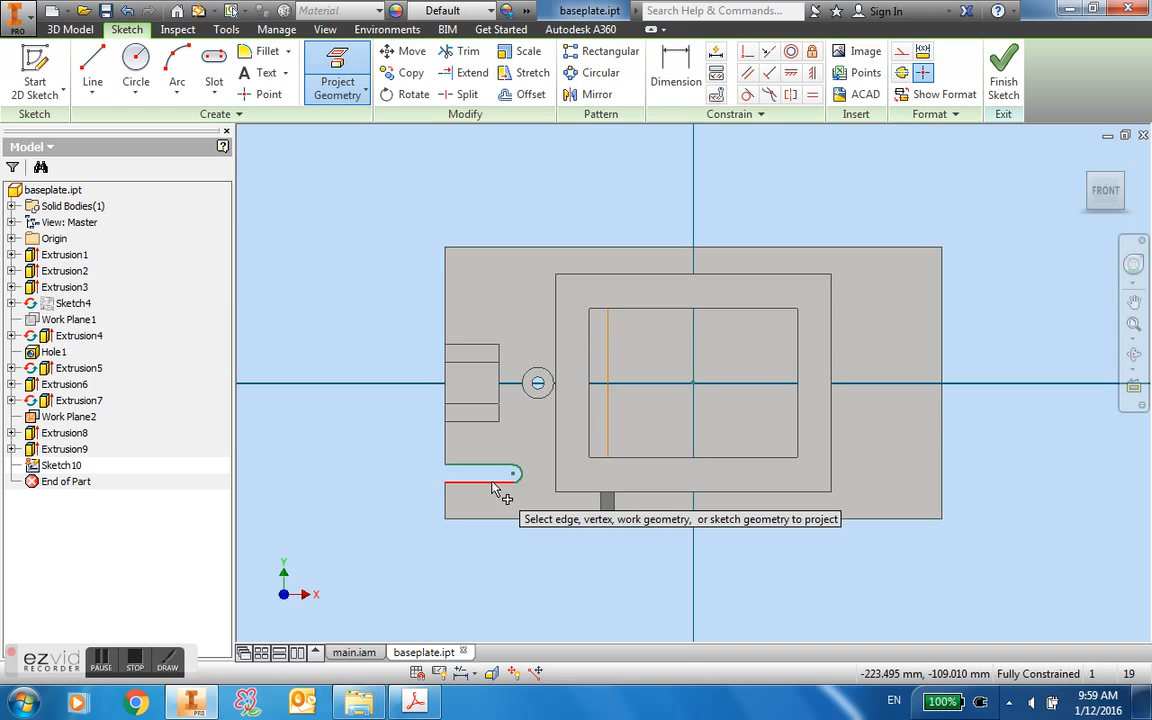 Material
Default
baseplate.ipt
Search Help & Commands...
Sign In
PRO
3D Model
Sketch
Inspect
Tools
Manage
View
Environments
BIM
Get Started
Autodesk A360
Start
2D Sketch
Line
Circle
Arc
Slot
Fillet
Text
Point
Project
Geometry
Move
Copy
Rotate
Trim
Extend
Split
Scale
Stretch
Offset
Rectangular
Circular
Mirror
Dimension
Image
Points
ACAD
Show Format
Finish
Sketch
Sketch
Create
Modify
Pattern
Constrain
Insert
Format
Exit
Model
baseplate.ipt
Solid Bodies(1)
View: Master
Origin
Extrusion1
Extrusion2
Extrusion3
Sketch4
Work Plane1
Extrusion4
Hole1
Extrusion5
Extrusion6
Extrusion7
Work Plane2
Extrusion8
Extrusion9
Sketch10
End of Part
FRONT
Select edge, vertex, work geometry, or sketch geometry to project
Y
X
ezvid
RECORDER
PAUSE
STOP
DRAW
main.iam
baseplate.ipt
-223.495 mm, -109.010 mm
Fully Constrained
1
19
PRO
EN
100%
9:59 AM
1/12/2016